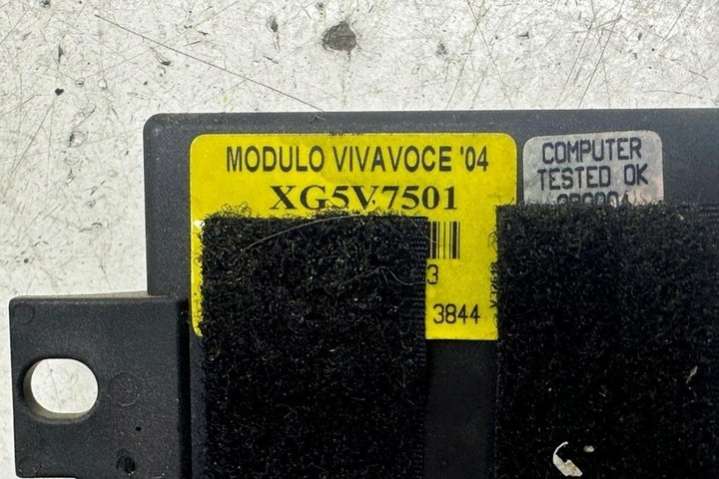 MODULO VIVAVOCE '04
XG5V7501
3
3844
COMPUTER
TESTED OK